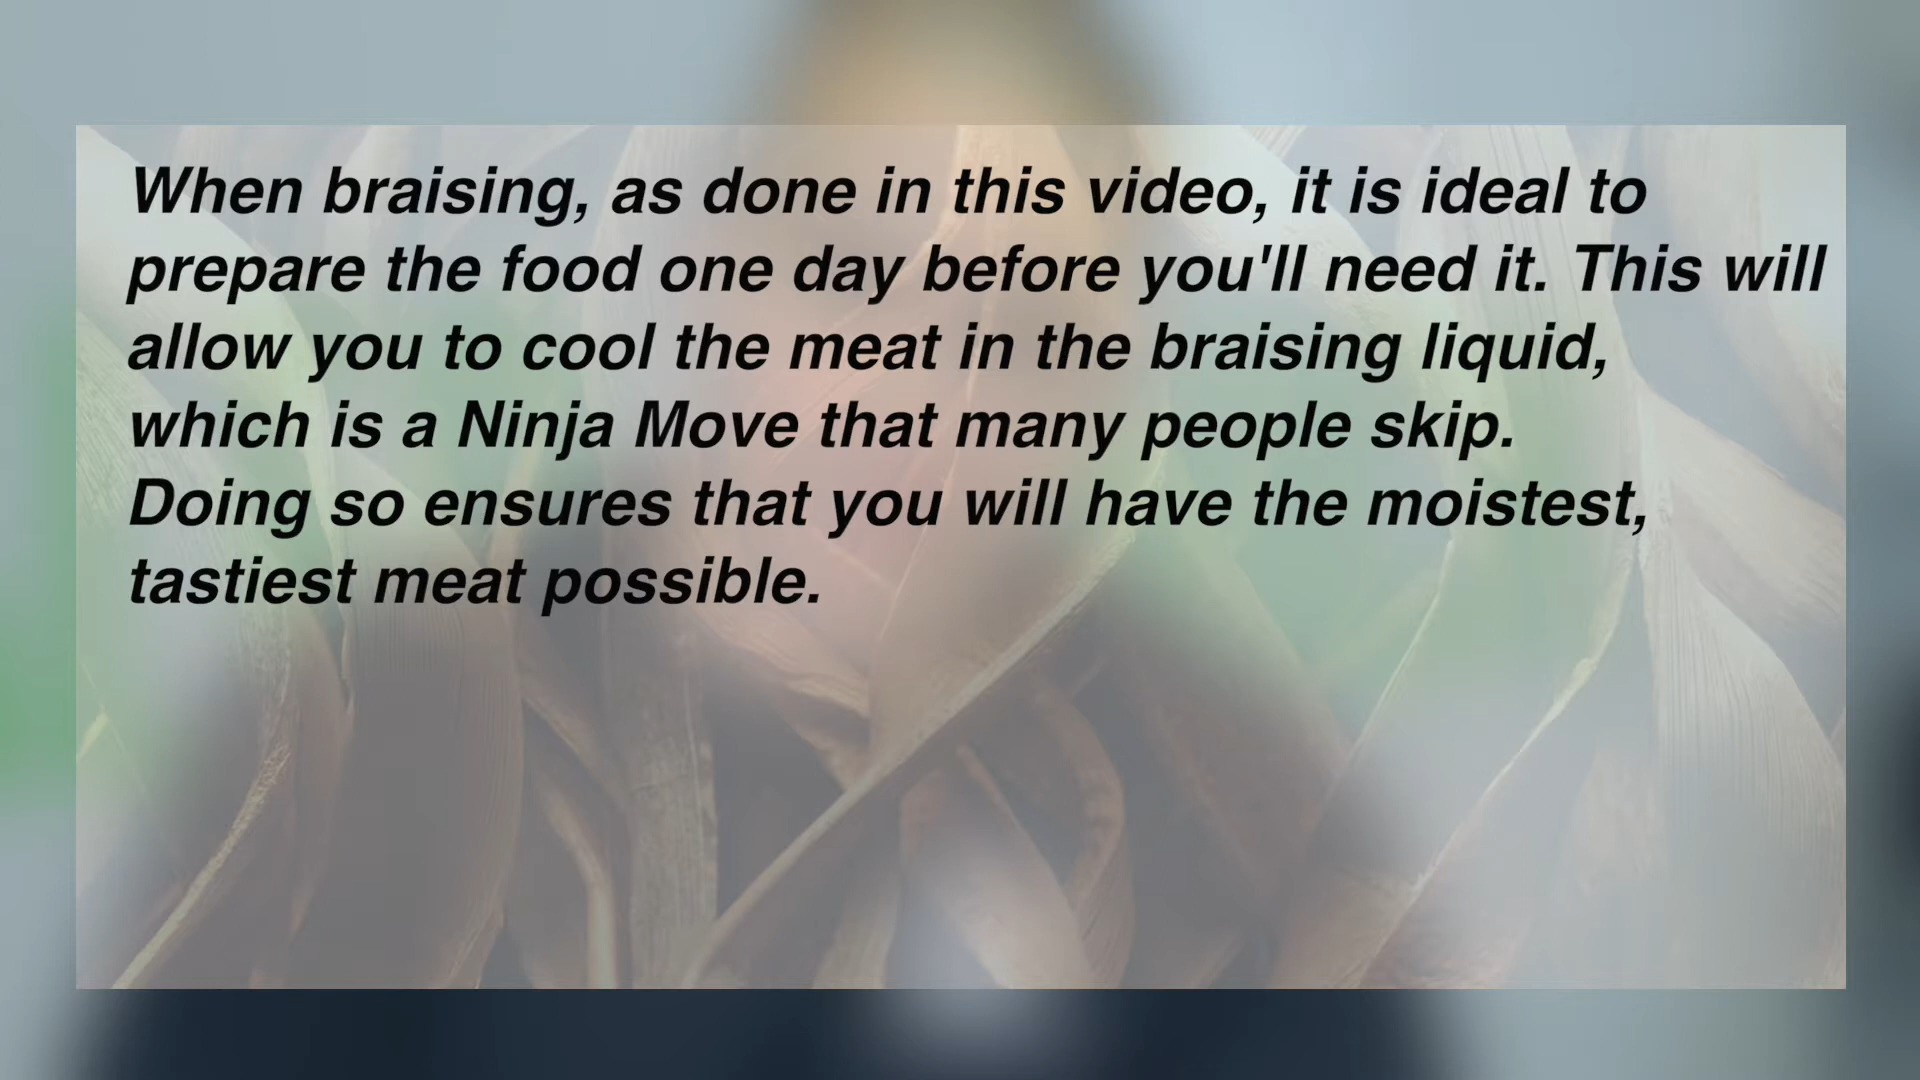 When braising, as done in this video, it is ideal to
prepare the food one day before you'll need it. This will
allow you to cool the meat in the braising liquid,
which is a Ninja Move that many people skip.
Doing so ensures that you will have the moistest,
tastiest meat possible.